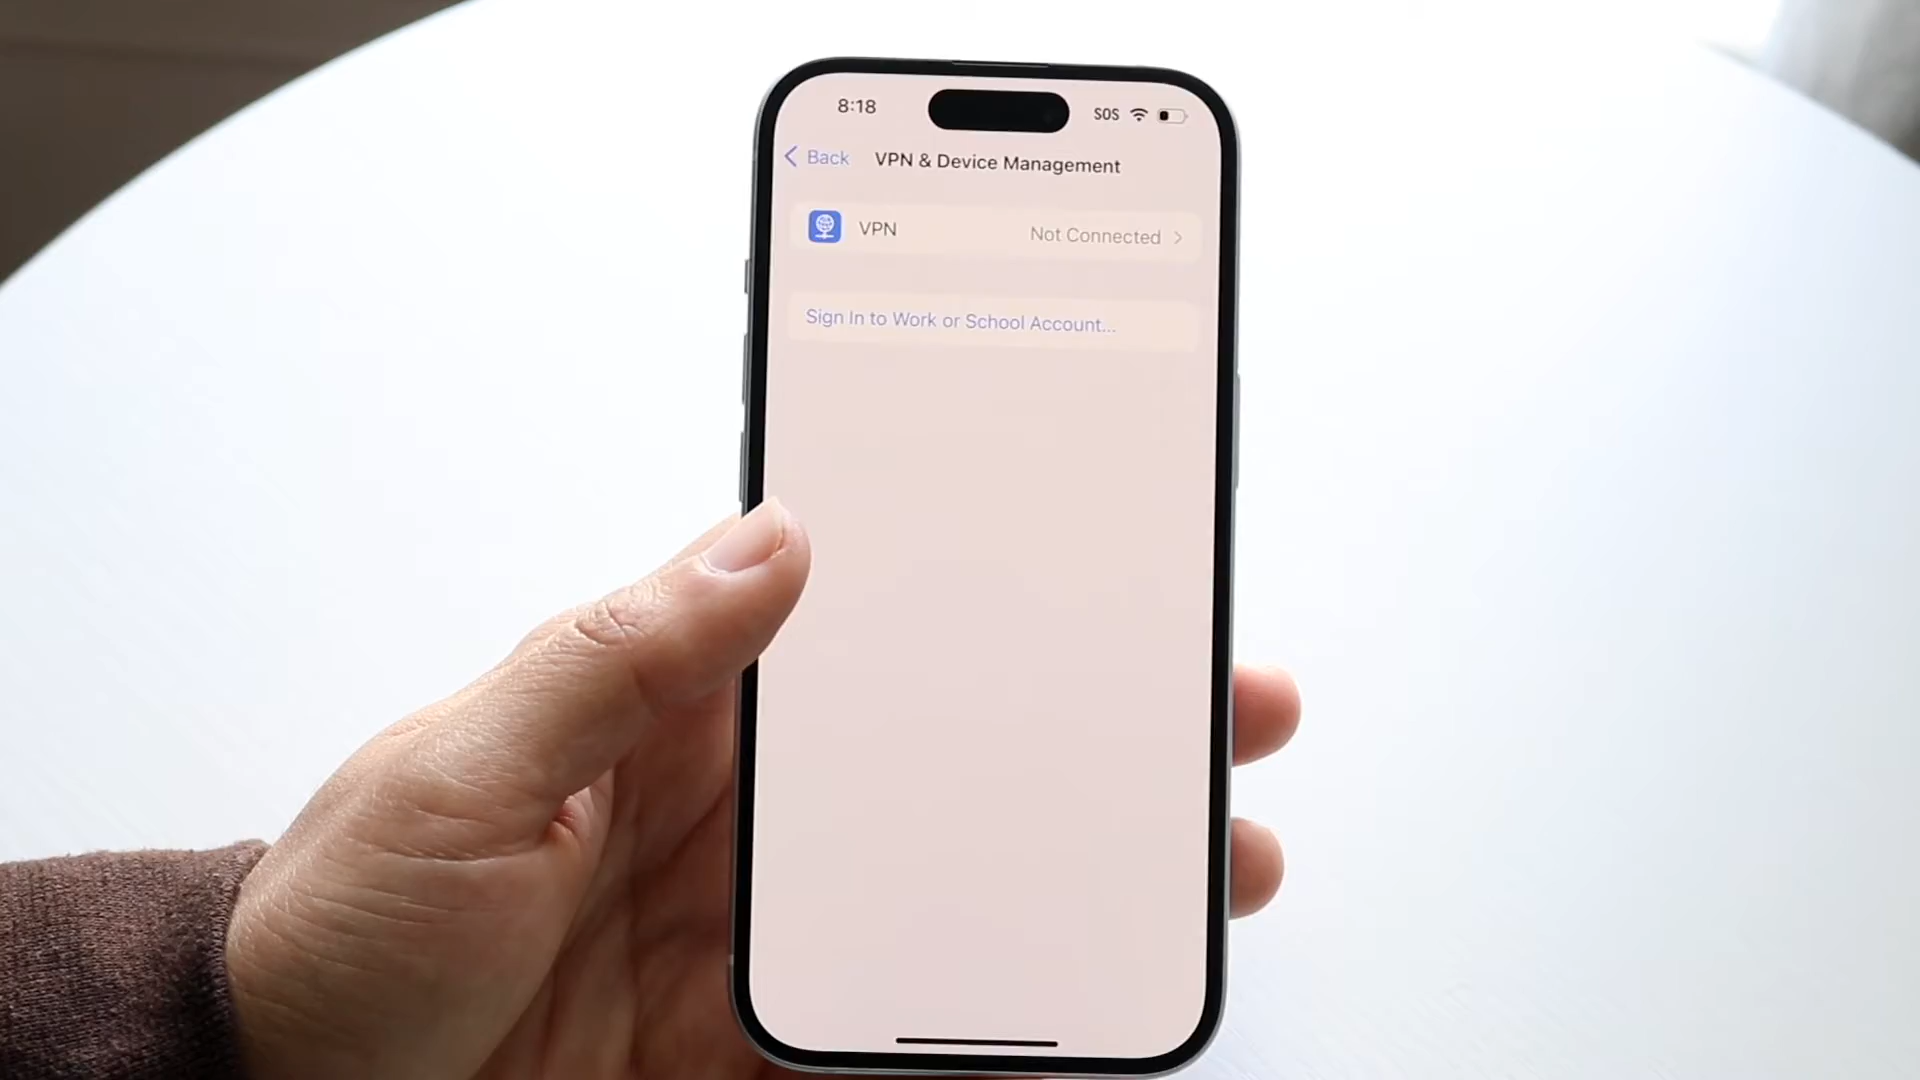 8:18 SOS
Back VPN & Device Management
VPN Not Connected
Sign In to Work or School Account...